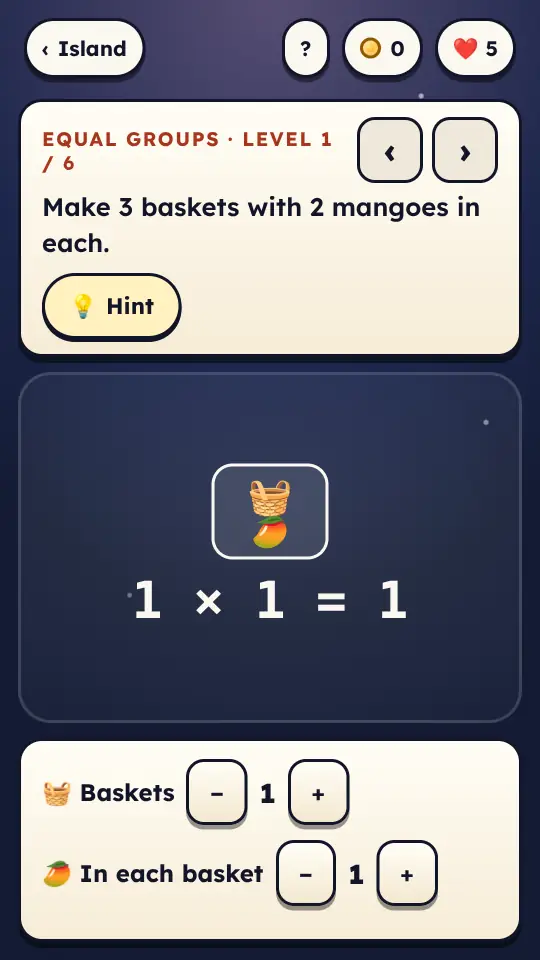 ‹ Island
?
0
5
EQUAL GROUPS · LEVEL 1
/ 6
‹
›
Make 3 baskets with 2 mangoes in
each.
Hint
1 × 1 = 1
Baskets − 1 +
In each basket − 1 +